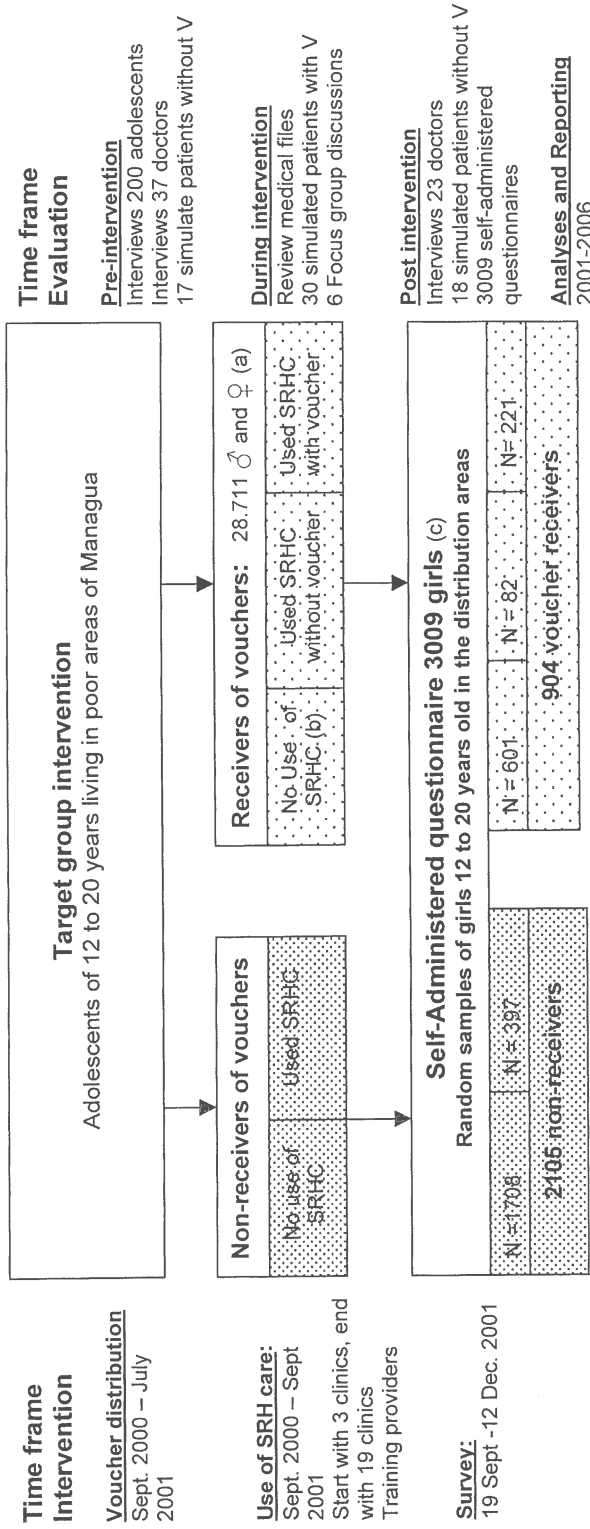 Time frame
Intervention
Voucher distribution
Sept. 2000 – July
2001
Use of SRH care:
Sept. 2000 – Sept
2001
Start with 3 clinics, end
with 19 clinics
Training providers
Survey:
19 Sept -12 Dec. 2001
Target group intervention
Adolescents of 12 to 20 years living in poor areas of Managua
Non-receivers of vouchers
No use of
SRHC
Used SRHC
Receivers of vouchers: 28.711 ♂ and ♀ (a)
No Use of
SRHC (b)
Used SRHC
without voucher
Used SRHC
with voucher
Self-Administered questionnaire 3009 girls (c)
Random samples of girls 12 to 20 years old in the distribution areas
N =1708
N = 397
2105 non-receivers
N = 601
N = 82
N= 221
904 voucher receivers
Time frame
Evaluation
Pre-intervention
Interviews 200 adolescents
Interviews 37 doctors
17 simulate patients without V
During intervention
Review medical files
30 simulated patients with V
6 Focus group discussions
Post intervention
Interviews 23 doctors
18 simulated patients without V
3009 self-administered
questionnaires
Analyses and Reporting
2001-2006